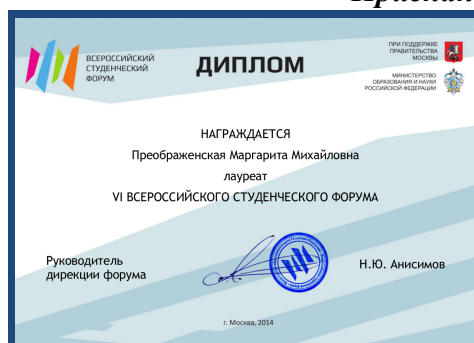 ВСЕРОССИЙСКИЙ
СТУДЕНЧЕСКИЙ
ФОРУМ
ДИПЛОМ
ПРИ ПОДДЕРЖКЕ
ПРАВИТЕЛЬСТВА
МОСКВЫ
МИНИСТЕРСТВО
ОБРАЗОВАНИЯ И НАУКИ
РОССИЙСКОЙ ФЕДЕРАЦИИ
НАГРАЖДАЕТСЯ
Преображенская Маргарита Михайловна
лауреат
VI ВСЕРОССИЙСКОГО СТУДЕНЧЕСКОГО ФОРУМА
Руководитель
дирекции форума
Н.Ю. Анисимов
г. Москва, 2014